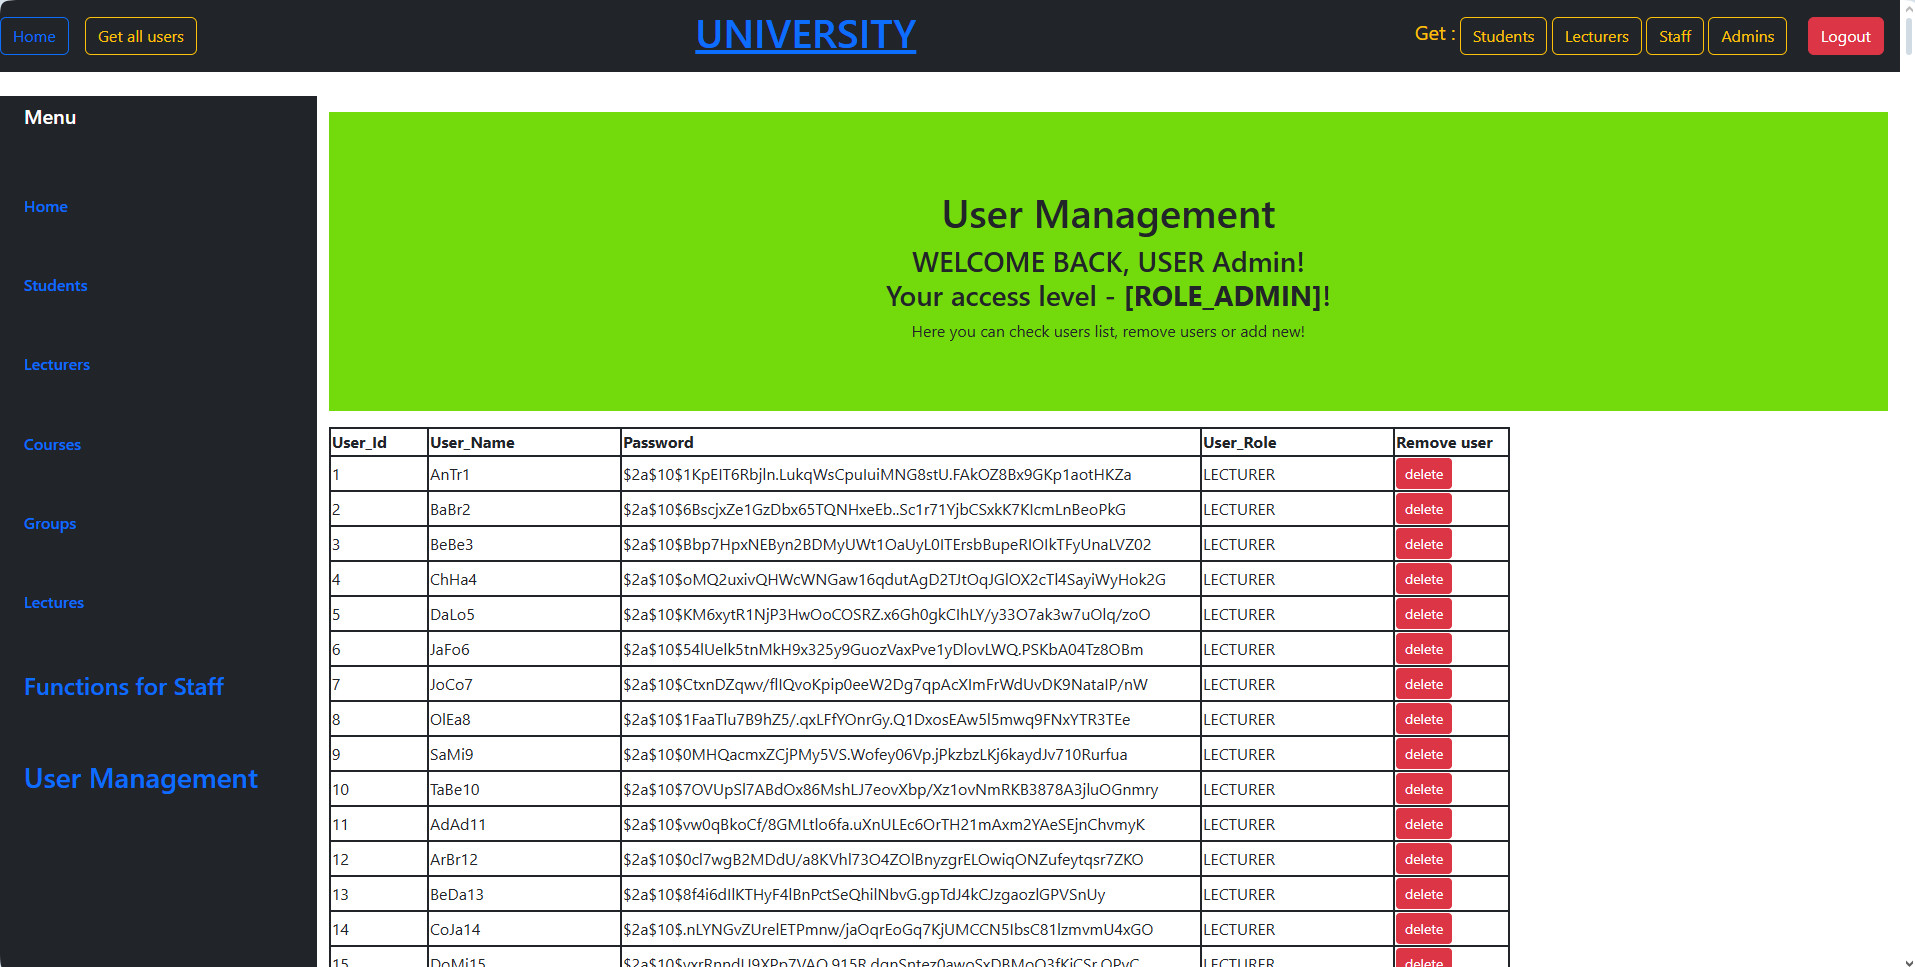 Home Get all users UNIVERSITY Get : Students Lecturers Staff Admins Logout
Menu
Home
Students
Lecturers
Courses
Groups
Lectures
Functions for Staff
User Management
User Management
WELCOME BACK, USER Admin!
Your access level - [ROLE_ADMIN]!
Here you can check users list, remove users or add new!
User_Id User_Name Password User_Role Remove user
1 AnTr1 $2a$10$1KpEIT6Rbjln.LukqWsCpuIuiMNG8stU.FAkOZ8Bx9GKp1aotHKZa LECTURER delete
2 BaBr2 $2a$10$6BscjxZe1GzDbx65TQNHxeEb..Sc1r71YjbCSxkK7KIcmLnBeoPkG LECTURER delete
3 BeBe3 $2a$10$Bbp7HpxNEByn2BDMyUWt1OaUyL0ITErsbBupeRIOIkTFyUnaLVZ02 LECTURER delete
4 ChHa4 $2a$10$oMQ2uxivQHWcWNGaw16qdutAgD2TJtOqJGlOX2cTl4SayiWyHok2G LECTURER delete
5 DaLo5 $2a$10$KM6xytR1NjP3HwOoCOSRZ.x6Gh0gkCIhLY/y33O7ak3w7uOlq/zoO LECTURER delete
6 JaFo6 $2a$10$54lUelk5tnMkH9x325y9GuozVaxPve1yDlovLWQ.PSKbA04Tz8OBm LECTURER delete
7 JoCo7 $2a$10$CtxnDZqwv/flIQvoKpip0eeW2Dg7qpAcXImFrWdUvDK9NataIP/nW LECTURER delete
8 OlEa8 $2a$10$1FaaTlu7B9hZ5/.qxLFfYOnrGy.Q1DxosEAw5l5mwq9FNxYTR3TEe LECTURER delete
9 SaMi9 $2a$10$0MHQacmxZCjPMy5VS.Wofey06Vp.jPkzbzLKj6kaydJv710Rurfua LECTURER delete
10 TaBe10 $2a$10$7OVUpSl7ABdOx86MshLJ7eovXbp/Xz1ovNmRKB3878A3jluOGnmry LECTURER delete
11 AdAd11 $2a$10$vw0qBkoCf/8GMLtlo6fa.uXnULEc6OrTH21mAxm2YAeSEjnChvmyK LECTURER delete
12 ArBr12 $2a$10$0cl7wgB2MDdU/a8KVhl73O4ZOlBnyzgrELOwiqONZufeytqsr7ZKO LECTURER delete
13 BeDa13 $2a$10$8f4i6dIlKTHyF4lBnPctSeQhilNbvG.gpTdJ4kCJzgaozlGPVSnUy LECTURER delete
14 CoJa14 $2a$10$.nLYNGvZUrelETPmnw/jaOqrEoGq7KjUMCCN5IbsC81lzmvmU4xGO LECTURER delete
15 DoMi15 LECTURER delete